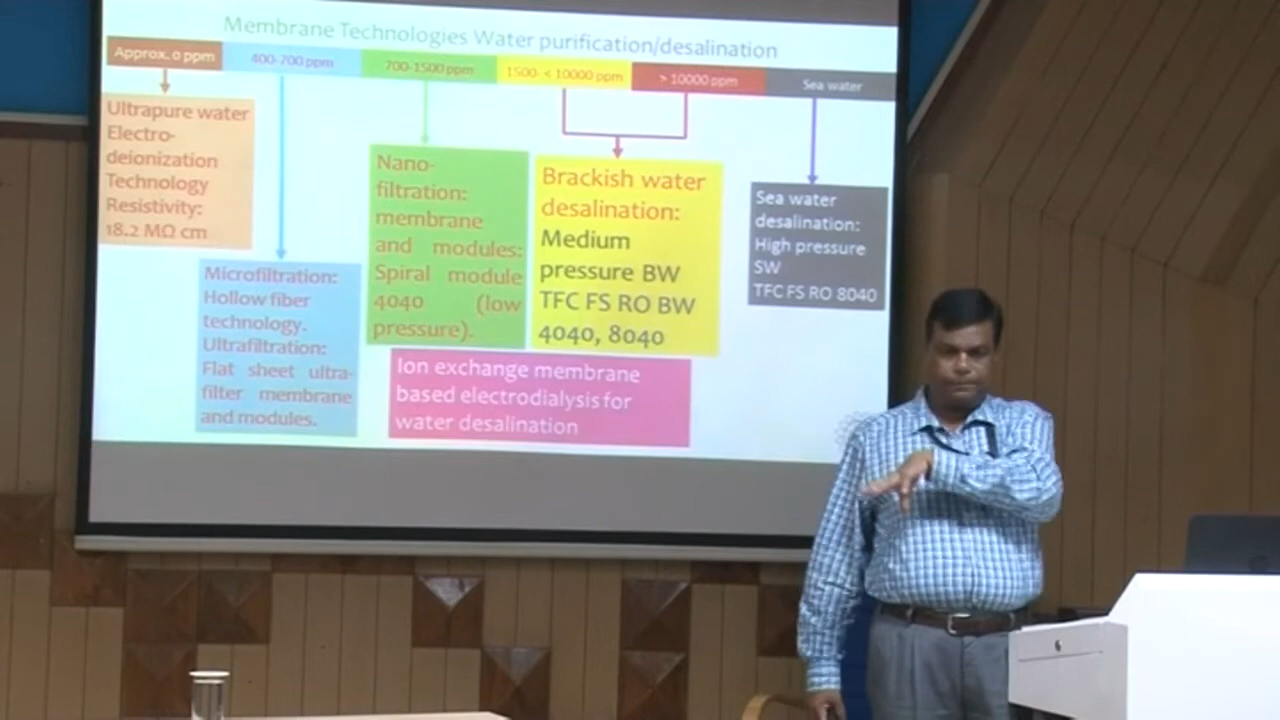 Membrane Technologies Water purification/desalination
Approx. 0 ppm
400-700 ppm
700-1500 ppm
1500- < 10000 ppm
> 10000 ppm
Sea water
Ultrapure water
Electro-
deionization
Technology
Resistivity:
18.2 MΩ cm
Microfiltration:
Hollow fiber
technology.
Ultrafiltration:
Flat sheet ultra-
filter membrane
and modules.
Nano-
filtration:
membrane
and modules:
Spiral module
4040 (low
pressure).
Brackish water
desalination:
Medium
pressure BW
TFC FS RO BW
4040, 8040
Sea water
desalination:
High pressure
SW
TFC FS RO 8040
Ion exchange membrane
based electrodialysis for
water desalination